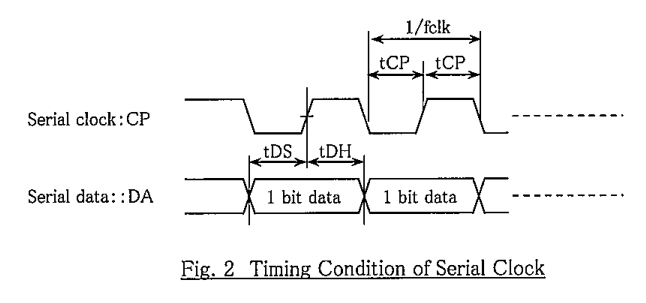 1/fclk
tCP tCP
Serial clock:CP
tDS tDH
Serial data::DA
1 bit data 1 bit data
Fig. 2 Timing Condition of Serial Clock